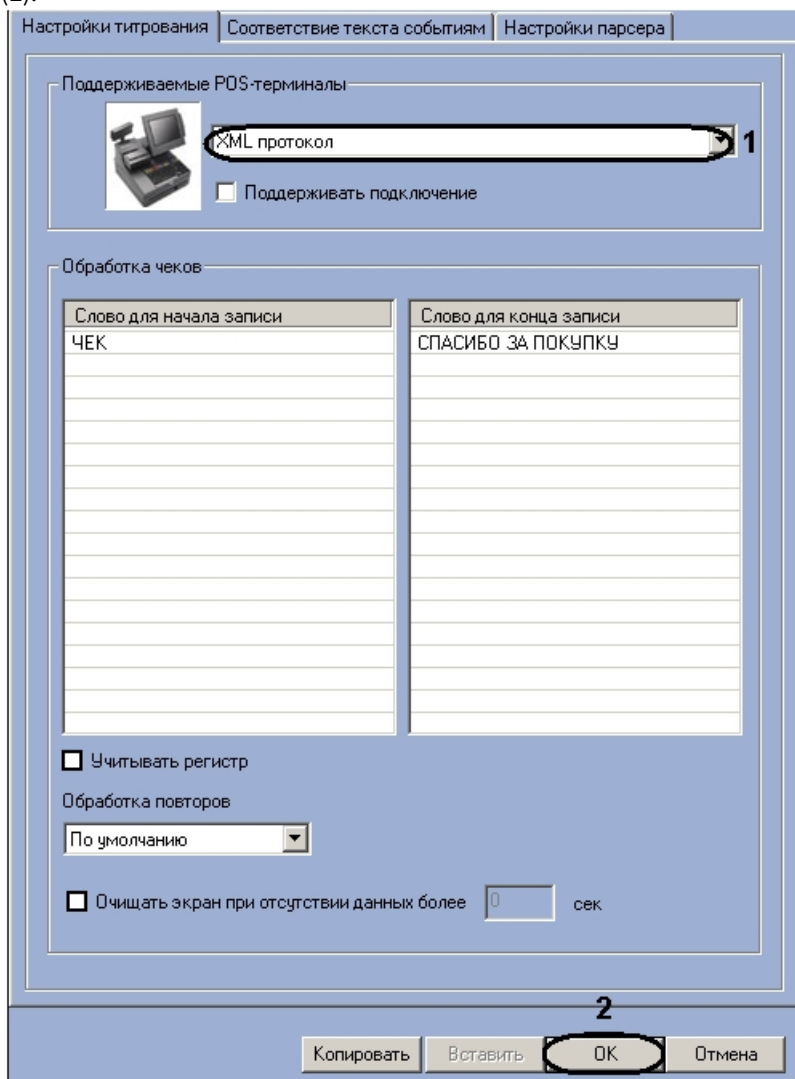 (2).
Настройки титрования Соответствие текста событиям Настройки парсера
Поддерживаемые POS-терминалы
XML протокол 1
Поддерживать подключение
Обработка чеков
Слово для начала записи Слово для конца записи
ЧЕК СПАСИБО ЗА ПОКУПКУ
Учитывать регистр
Обработка повторов
По умолчанию
Очищать экран при отсутствии данных более 0 сек
2
Копировать Вставить OK Отмена